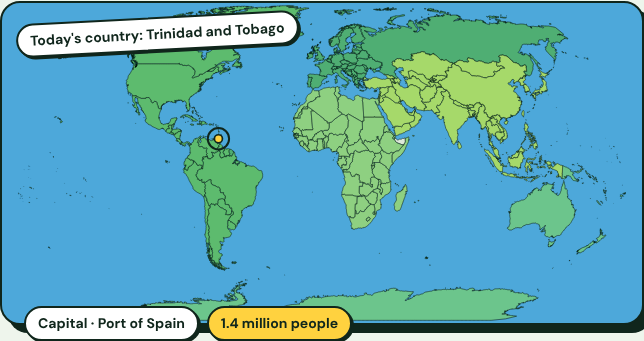 Today's country: Trinidad and Tobago
Capital · Port of Spain
1.4 million people